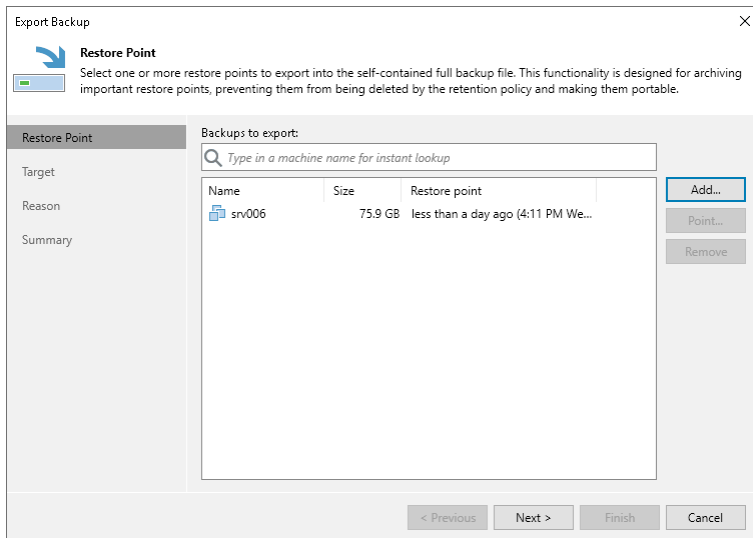 Export Backup
Restore Point
Select one or more restore points to export into the self-contained full backup file. This functionality is designed for archiving
important restore points, preventing them from being deleted by the retention policy and making them portable.
Restore Point
Target
Reason
Summary
Backups to export:
Type in a machine name for instant lookup
Name Size Restore point
srv006 75.9 GB less than a day ago (4:11 PM We...
Add...
Point...
Remove
< Previous Next > Finish Cancel